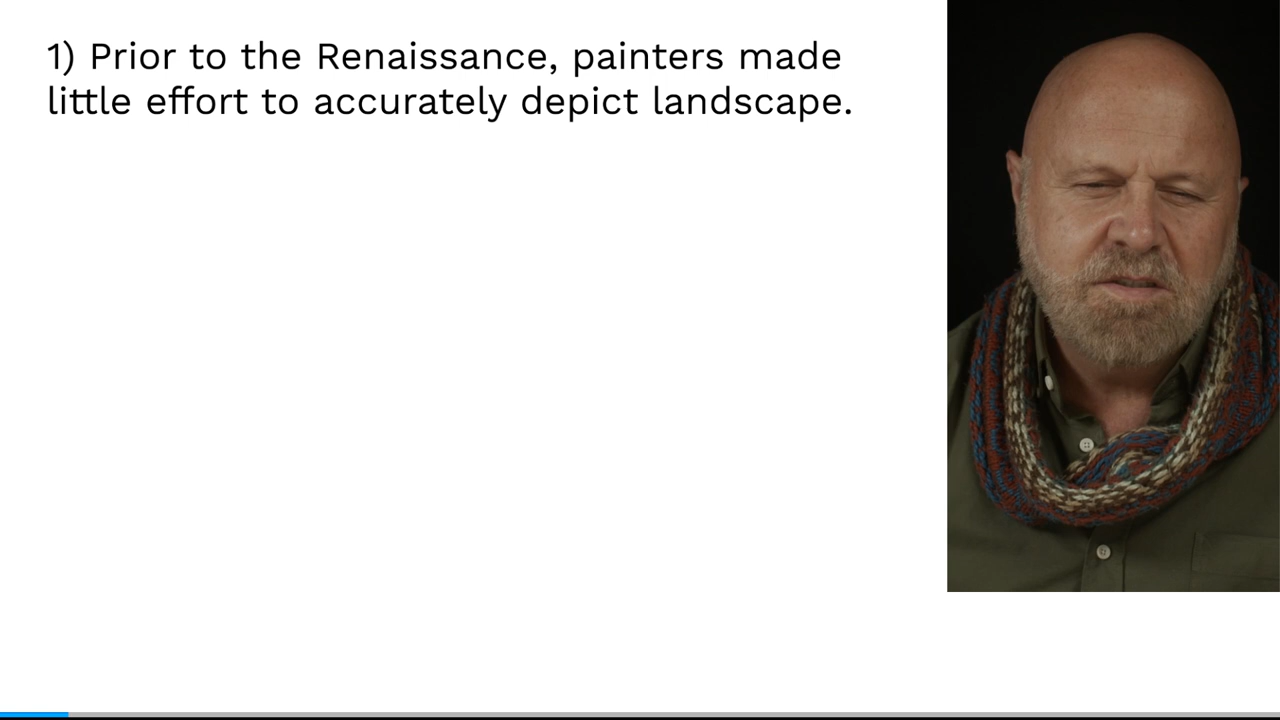 1) Prior to the Renaissance, painters made
little effort to accurately depict landscape.